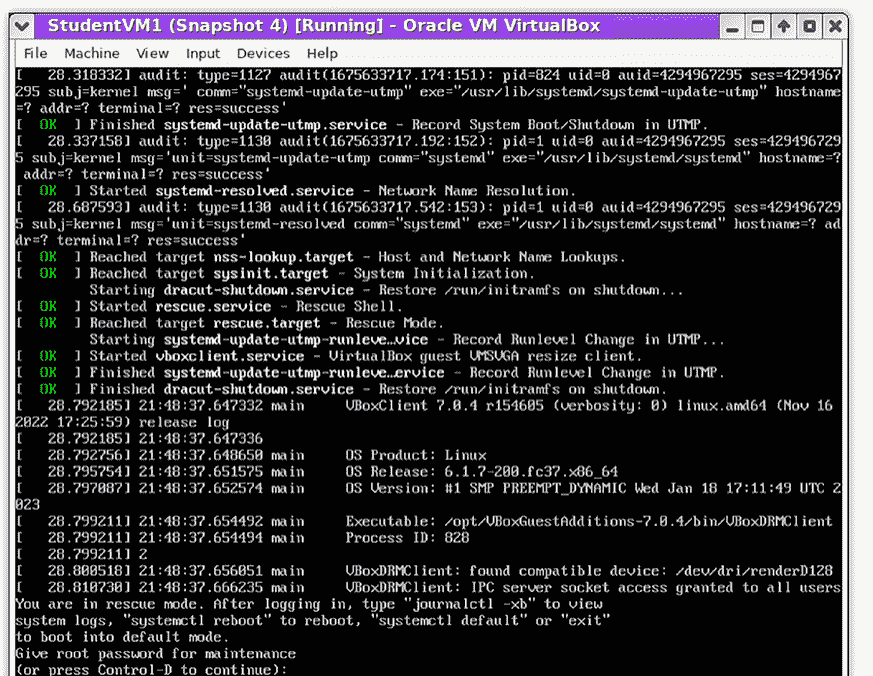 StudentVM1 (Snapshot 4) [Running] - Oracle VM VirtualBox
File Machine View Input Devices Help
[   28.318332] audit: type=1127 audit(1675633717.174:151): pid=824 uid=0 auid=4294967295 ses=4294967
295 subj=kernel msg=' comm="systemd-update-utmp" exe="/usr/lib/systemd/systemd-update-utmp" hostname
=? addr=? terminal=? res=success'
[  OK  ] Finished systemd-update-utmp.service - Record System Boot/Shutdown in UTMP.
[   28.337158] audit: type=1130 audit(1675633717.192:152): pid=1 uid=0 auid=4294967295 ses=429496729
5 subj=kernel msg='unit=systemd-update-utmp comm="systemd" exe="/usr/lib/systemd/systemd" hostname=?
 addr=? terminal=? res=success'
[  OK  ] Started systemd-resolved.service - Network Name Resolution.
[   28.687593] audit: type=1130 audit(1675633717.542:153): pid=1 uid=0 auid=4294967295 ses=429496729
5 subj=kernel msg='unit=systemd-resolved comm="systemd" exe="/usr/lib/systemd/systemd" hostname=? ad
dr=? terminal=? res=success'
[  OK  ] Reached target nss-lookup.target - Host and Network Name Lookups.
[  OK  ] Reached target sysinit.target - System Initialization.
         Starting dracut-shutdown.service - Restore /run/initramfs on shutdown...
[  OK  ] Started rescue.service - Rescue Shell.
[  OK  ] Reached target rescue.target - Rescue Mode.
         Starting systemd-update-utmp-runleve…vice - Record Runlevel Change in UTMP...
[  OK  ] Started vboxclient.service - VirtualBox guest VMSVGA resize client.
[  OK  ] Finished systemd-update-utmp-runleve…ervice - Record Runlevel Change in UTMP.
[  OK  ] Finished dracut-shutdown.service - Restore /run/initramfs on shutdown.
[   28.792185] 21:48:37.647332 main     VBoxClient 7.0.4 r154605 (verbosity: 0) linux.amd64 (Nov 16
2022 17:25:59) release log
[   28.792185] 21:48:37.647336
[   28.792756] 21:48:37.648650 main     OS Product: Linux
[   28.795754] 21:48:37.651575 main     OS Release: 6.1.7-200.fc37.x86_64
[   28.797087] 21:48:37.652574 main     OS Version: #1 SMP PREEMPT_DYNAMIC Wed Jan 18 17:11:49 UTC 2
023
[   28.799211] 21:48:37.654492 main     Executable: /opt/VBoxGuestAdditions-7.0.4/bin/VBoxDRMClient
[   28.799211] 21:48:37.654494 main     Process ID: 828
[   28.799211] 2
[   28.800518] 21:48:37.656051 main     VBoxDRMClient: found compatible device: /dev/dri/renderD128
[   28.810730] 21:48:37.666235 main     VBoxDRMClient: IPC server socket access granted to all users
You are in rescue mode. After logging in, type "journalctl -xb" to view
system logs, "systemctl reboot" to reboot, "systemctl default" or "exit"
to boot into default mode.
Give root password for maintenance
(or press Control-D to continue):